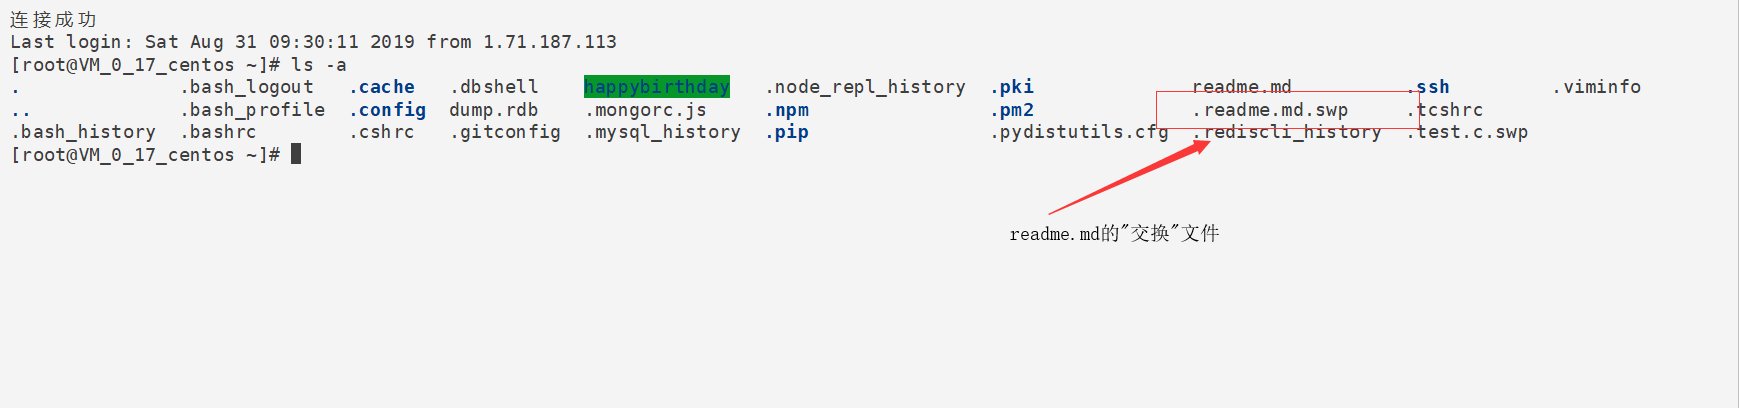 连接成功
Last login: Sat Aug 31 09:30:11 2019 from 1.71.187.113
[root@VM_0_17_centos ~]# ls -a
. .bash_logout .cache .dbshell happybirthday .node_repl_history .pki readme.md .ssh .viminfo
.. .bash_profile .config dump.rdb .mongorc.js .npm .pm2 .readme.md.swp .tcshrc
.bash_history .bashrc .cshrc .gitconfig .mysql_history .pip .pydistutils.cfg .rediscli_history .test.c.swp
[root@VM_0_17_centos ~]#
readme.md的"交换"文件